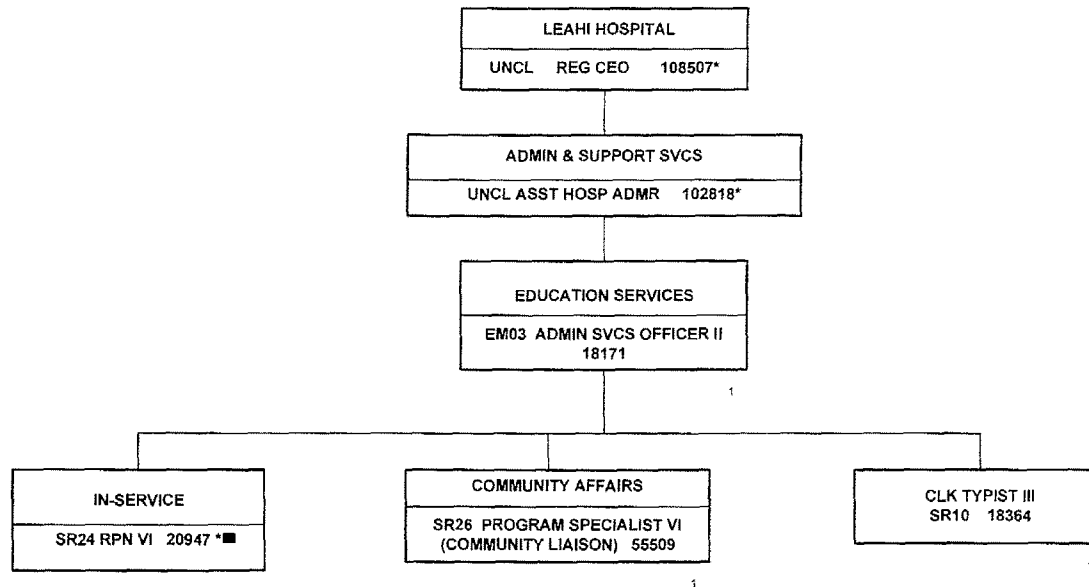 LEAHI HOSPITAL
UNCL REG CEO 108507*
ADMIN & SUPPORT SVCS
UNCL ASST HOSP ADMR 102818*
EDUCATION SERVICES
EM03 ADMIN SVCS OFFICER II
18171
1
IN-SERVICE
SR24 RPN VI 20947 *■
COMMUNITY AFFAIRS
SR26 PROGRAM SPECIALIST VI
(COMMUNITY LIAISON) 55509
1
CLK TYPIST III
SR10 18364